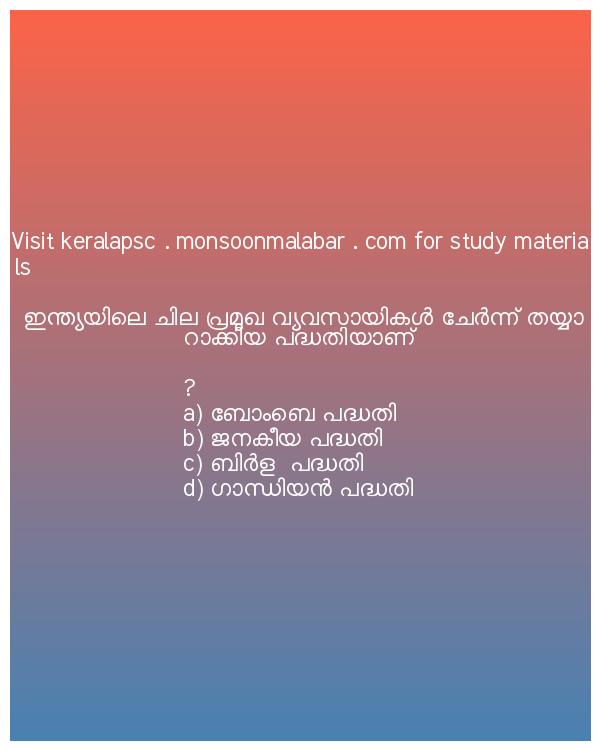 Visit keralapsc . monsoonmalabar . com for study materia
ls
ഇന്ത്യയിലെ ചില പ്രമുഖ വ്യവസായികൾ ചേർന്ന് തയ്യാ
റാക്കിയ പദ്ധതിയാണ്
?
a) ബോംബെ പദ്ധതി
b) ജനകീയ പദ്ധതി
c) ബിർള  പദ്ധതി
d) ഗാന്ധിയൻ പദ്ധതി